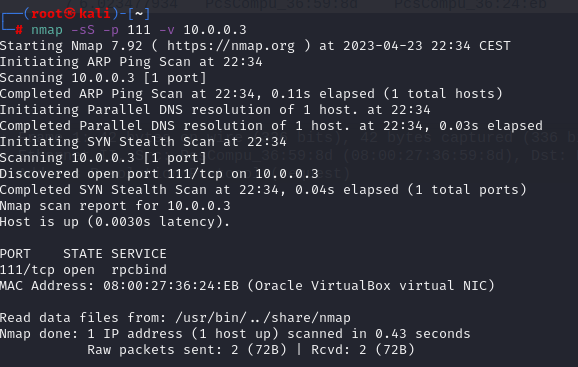 (root㉿kali)-[~]
# nmap -sS -p 111 -v 10.0.0.3
Starting Nmap 7.92 ( https://nmap.org ) at 2023-04-23 22:34 CEST
Initiating ARP Ping Scan at 22:34
Scanning 10.0.0.3 [1 port]
Completed ARP Ping Scan at 22:34, 0.11s elapsed (1 total hosts)
Initiating Parallel DNS resolution of 1 host. at 22:34
Completed Parallel DNS resolution of 1 host. at 22:34, 0.03s elapsed
Initiating SYN Stealth Scan at 22:34
Scanning 10.0.0.3 [1 port]
Discovered open port 111/tcp on 10.0.0.3
Completed SYN Stealth Scan at 22:34, 0.04s elapsed (1 total ports)
Nmap scan report for 10.0.0.3
Host is up (0.0030s latency).

PORT    STATE SERVICE
111/tcp open  rpcbind
MAC Address: 08:00:27:36:24:EB (Oracle VirtualBox virtual NIC)

Read data files from: /usr/bin/../share/nmap
Nmap done: 1 IP address (1 host up) scanned in 0.43 seconds
           Raw packets sent: 2 (72B) | Rcvd: 2 (72B)